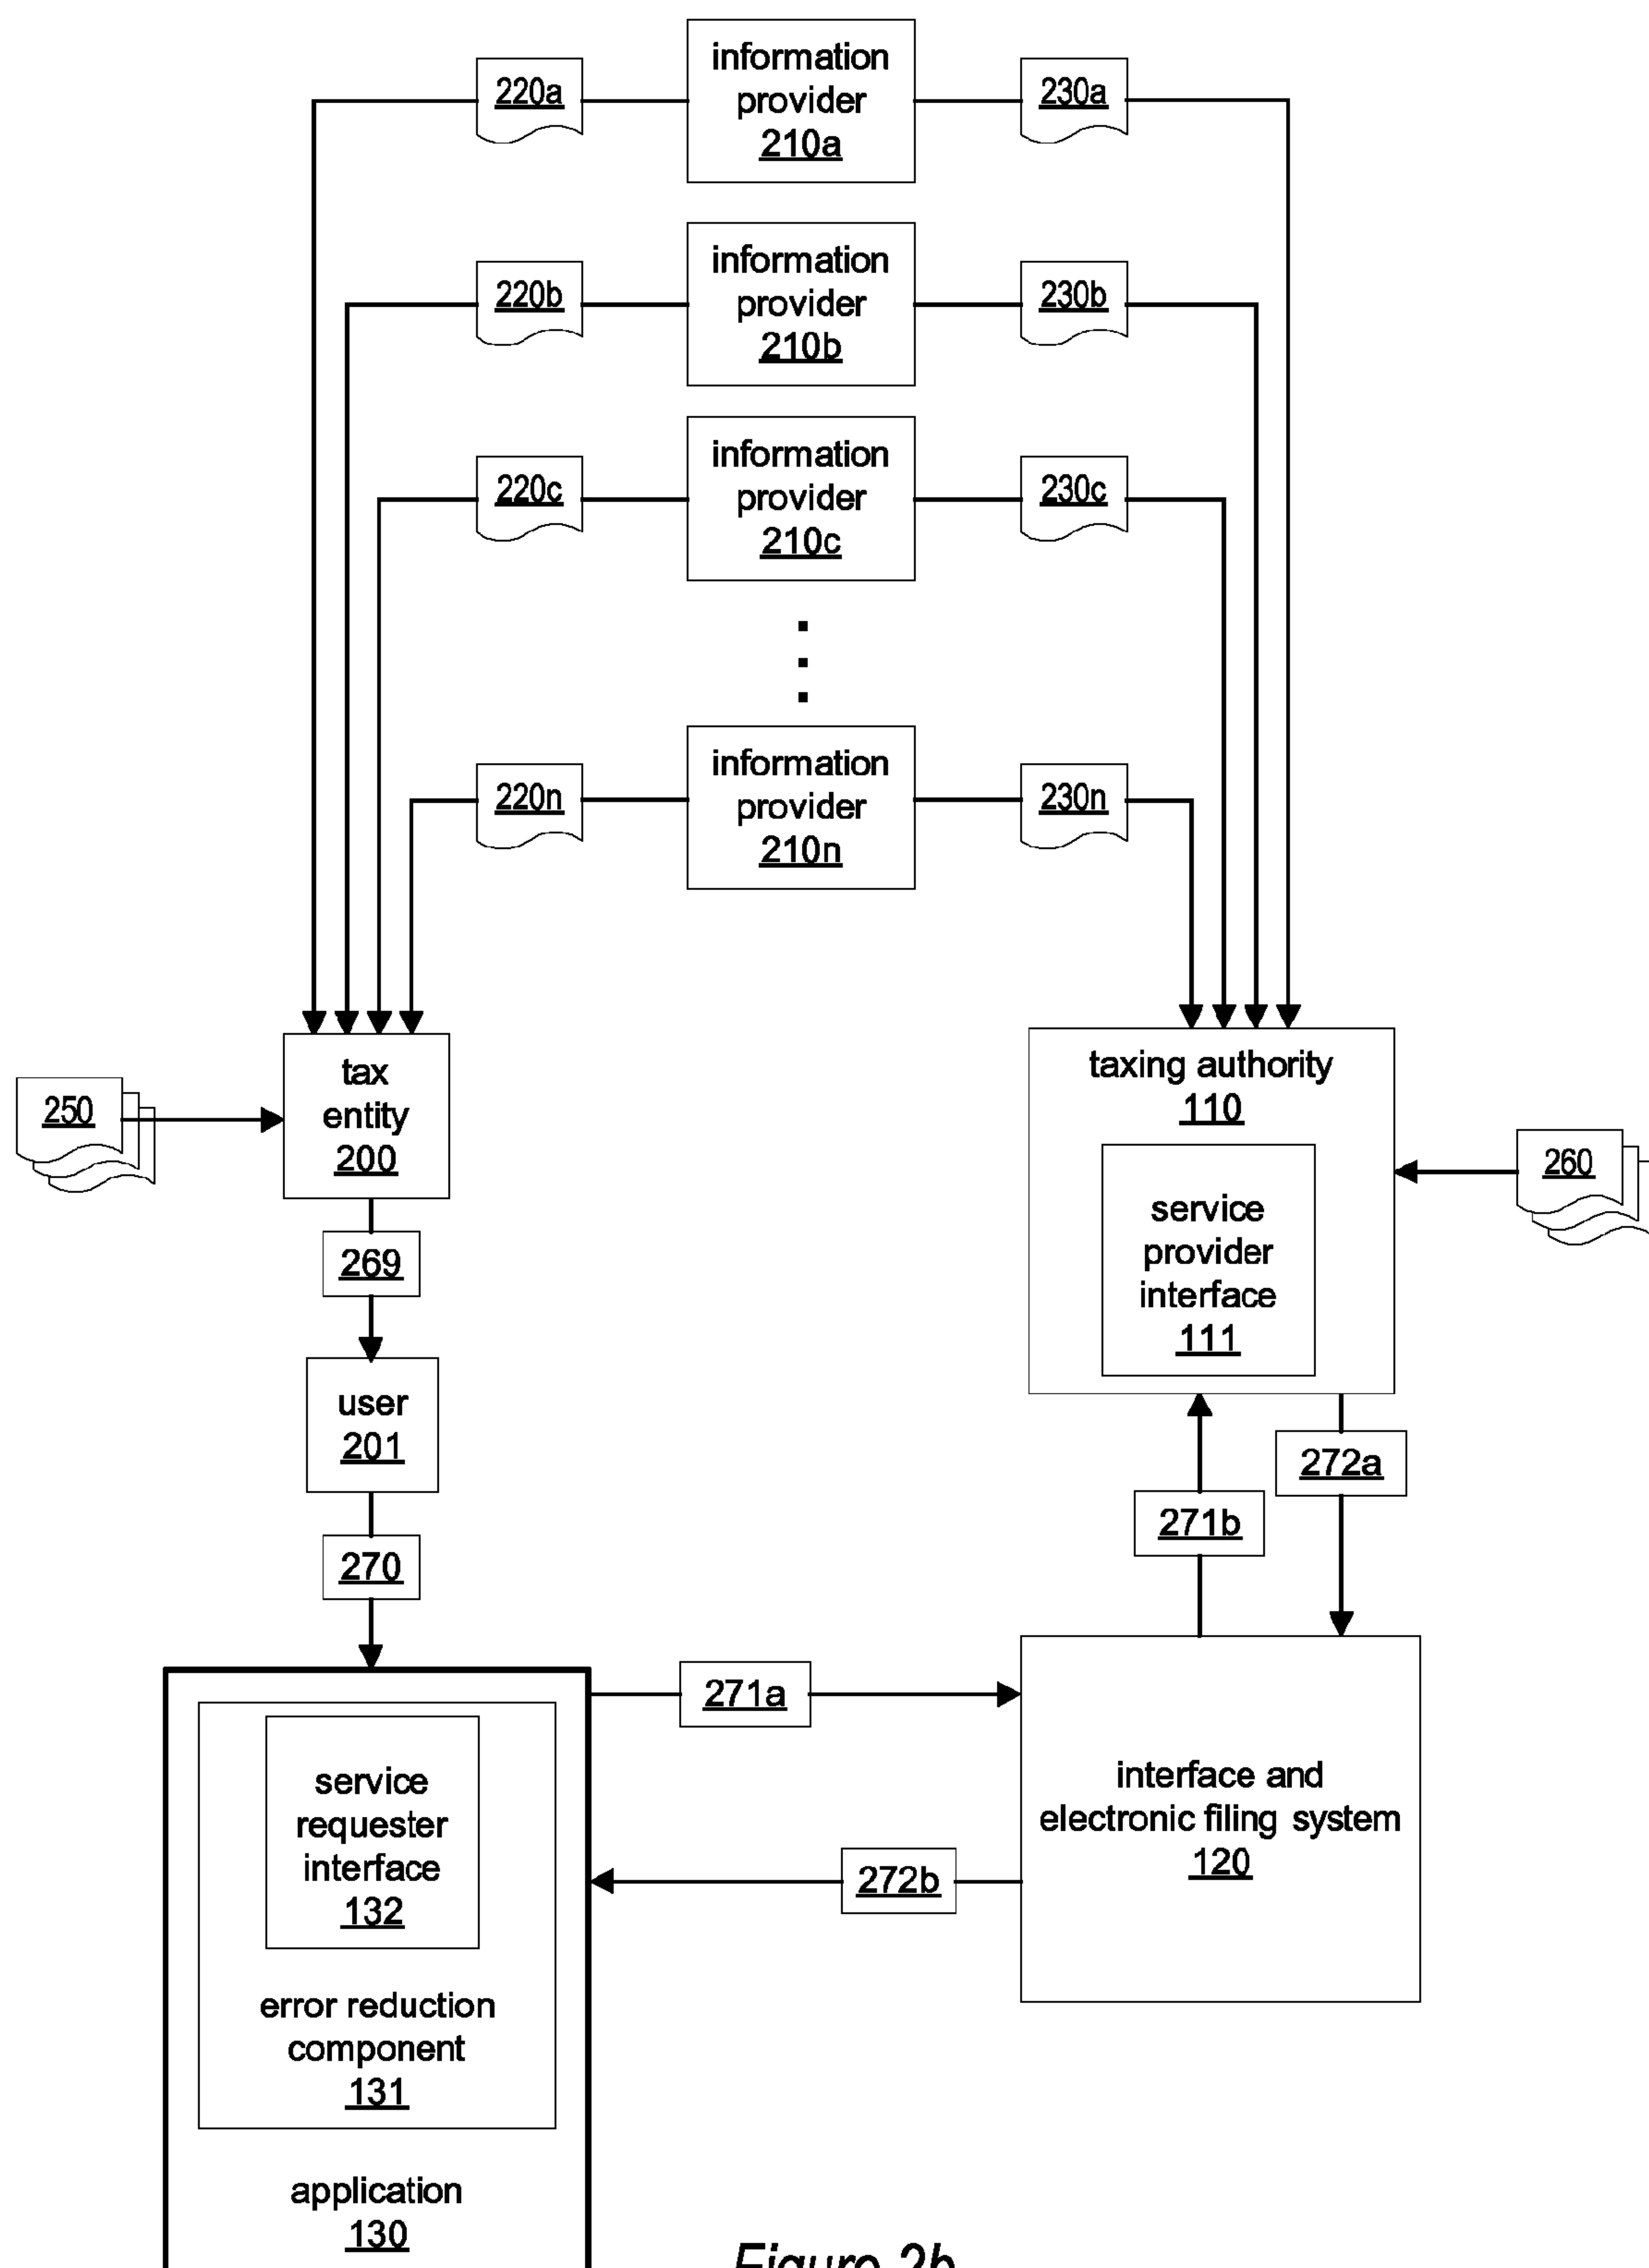 information
provider
210a
220a
230a
information
provider
210b
220b
230b
information
provider
210c
220c
230c
information
provider
210n
220n
230n
tax
entity
200
250
taxing authority
110
service
provider
interface
111
260
269
user
201
270
272a
271b
271a
272b
interface and
electronic filing system
120
service
requester
interface
132
error reduction
component
131
application
130
Figure 2b